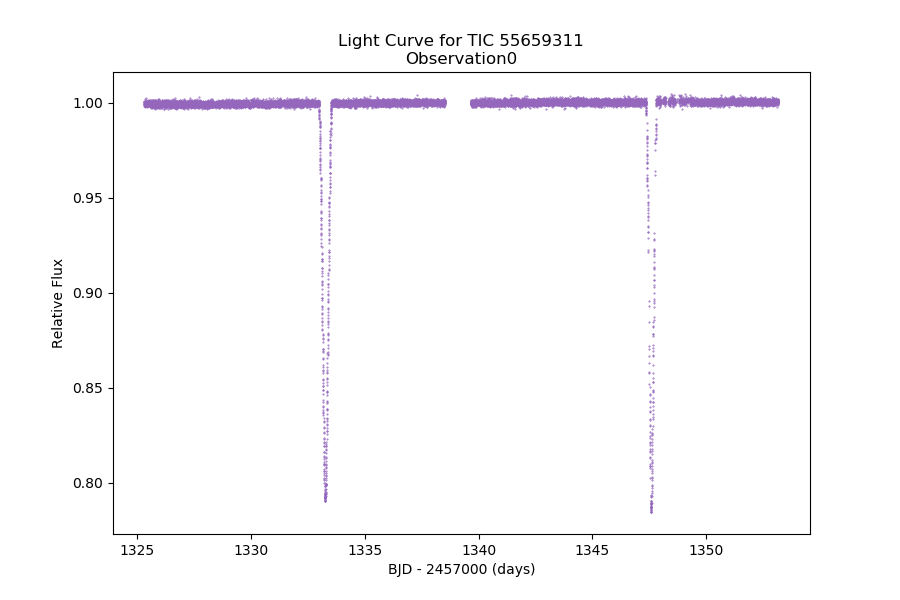 Light Curve for TIC 55659311
Observation0
1.00
0.95
0.90
0.85
0.80
Relative Flux
1325
1330
1335
1340
1345
1350
BJD - 2457000 (days)